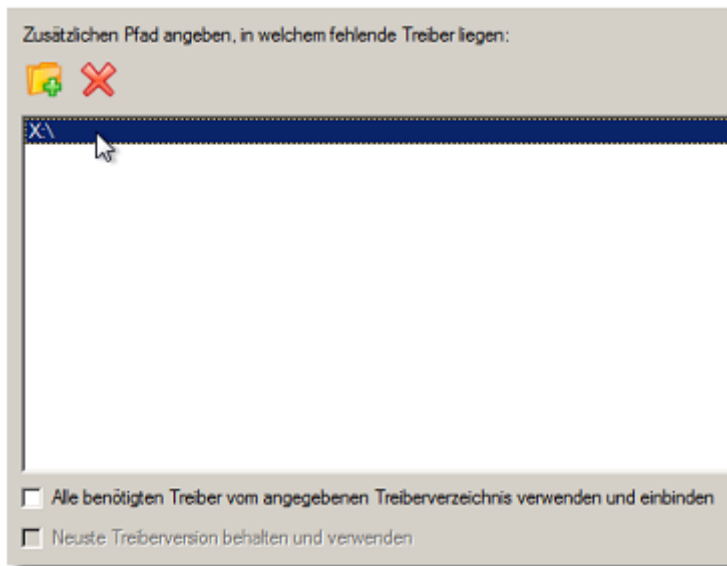 Zusätzlichen Pfad angeben, in welchem fehlende Treiber liegen:
X:\
Alle benötigten Treiber vom angegebenen Treiberverzeichnis verwenden und einbinden
Neuste Treiberversion behalten und verwenden